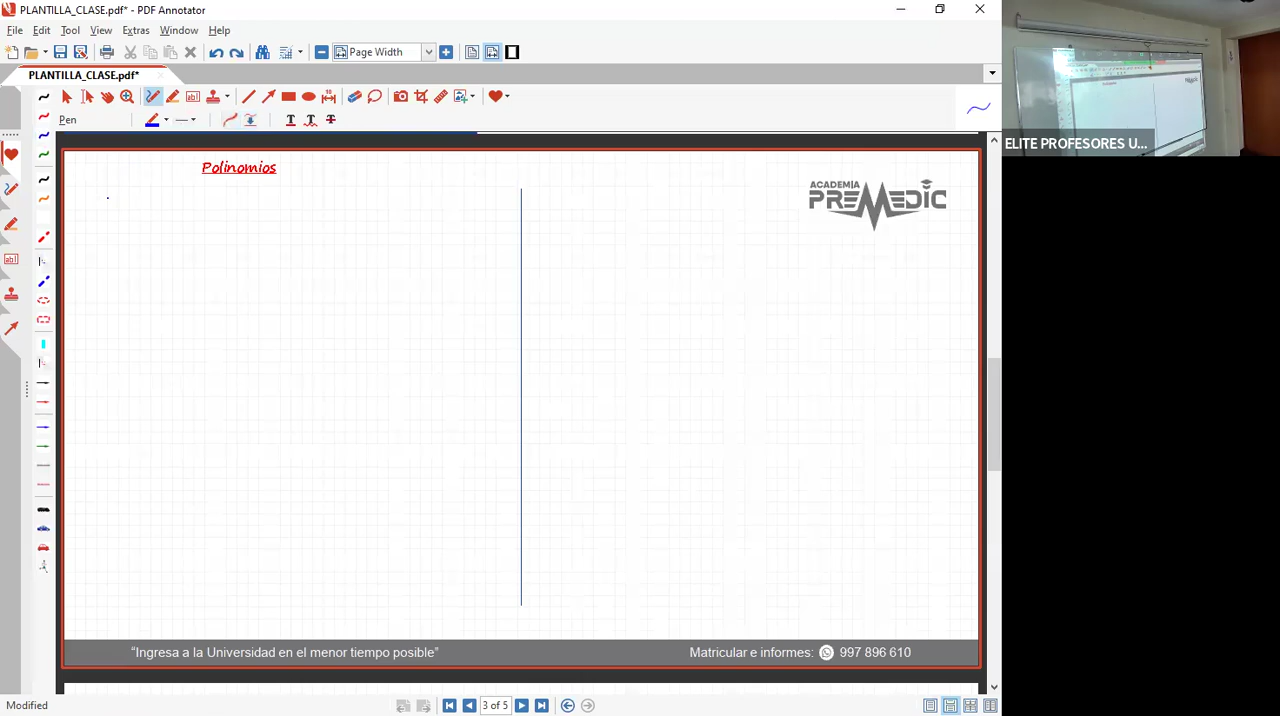 PLANTILLA_CLASE.pdf* - PDF Annotator
File Edit Tool View Extras Window Help
Page Width
PLANTILLA_CLASE.pdf*
Pen
Polinomios
ACADEMIA
PREMEDIC
ELITE PROFESORES U...
"Ingresa a la Universidad en el menor tiempo posible"
Matricular e informes: 997 896 610
Modified
3 of 5